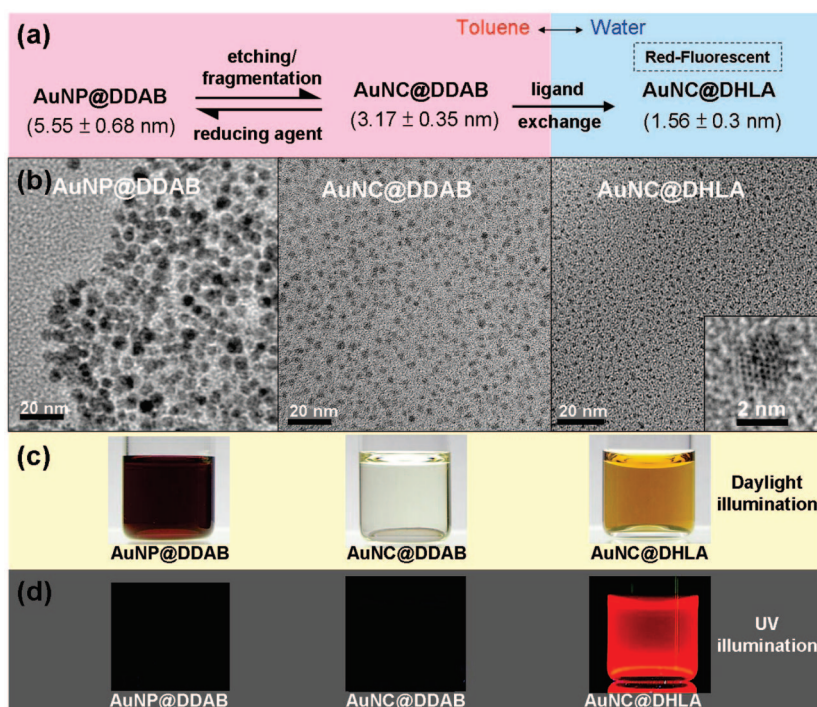 (a)
Toluene ⟷ Water
etching/
fragmentation
Red-Fluorescent
AuNP@DDAB
AuNC@DDAB
ligand
AuNC@DHLA
(5.55 ± 0.68 nm)
reducing agent
(3.17 ± 0.35 nm)
exchange
(1.56 ± 0.3 nm)
(b)
AuNP@DDAB
AuNC@DDAB
AuNC@DHLA
20 nm
20 nm
20 nm
2 nm
(c)
Daylight
illumination
AuNP@DDAB
AuNC@DDAB
AuNC@DHLA
(d)
UV
illumination
AuNP@DDAB
AuNC@DDAB
AuNC@DHLA